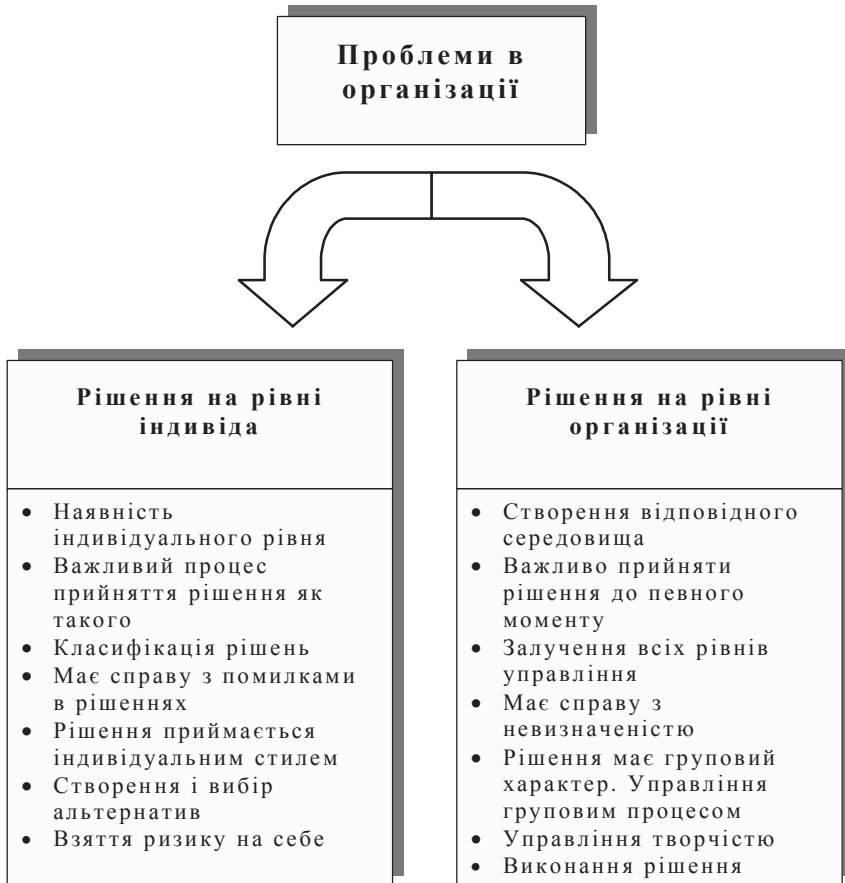 Проблеми в
організації
Рішення на рівні
індивіда
• Наявність
індивідуального рівня
• Важливий процес
прийняття рішення як
такого
• Класифікація рішень
• Має справу з помилками
в рішеннях
• Рішення приймається
індивідуальним стилем
• Створення і вибір
альтернатив
• Взяття ризику на себе
Рішення на рівні
організації
• Створення відповідного
середовища
• Важливо прийняти
рішення до певного
моменту
• Залучення всіх рівнів
управління
• Має справу з
невизначеністю
• Рішення має груповий
характер. Управління
груповим процесом
• Управління творчістю
• Виконання рішення